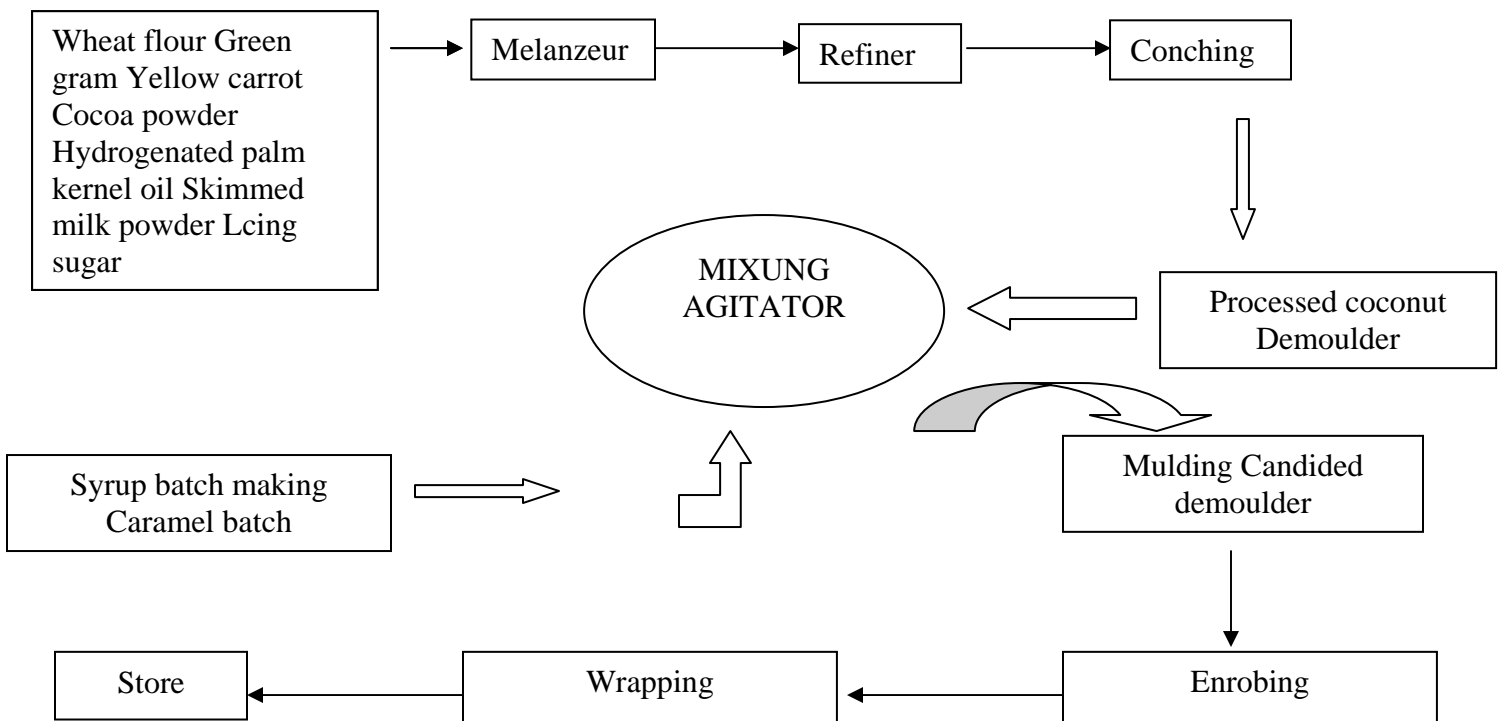 Wheat flour Green
gram Yellow carrot
Cocoa powder
Hydrogenated palm
kernel oil Skimmed
milk powder Lcing
sugar
Melanzeur
Refiner
Conching
MIXUNG
AGITATOR
Processed coconut
Demoulder
Syrup batch making
Caramel batch
Mulding Candided
demoulder
Store
Wrapping
Enrobing